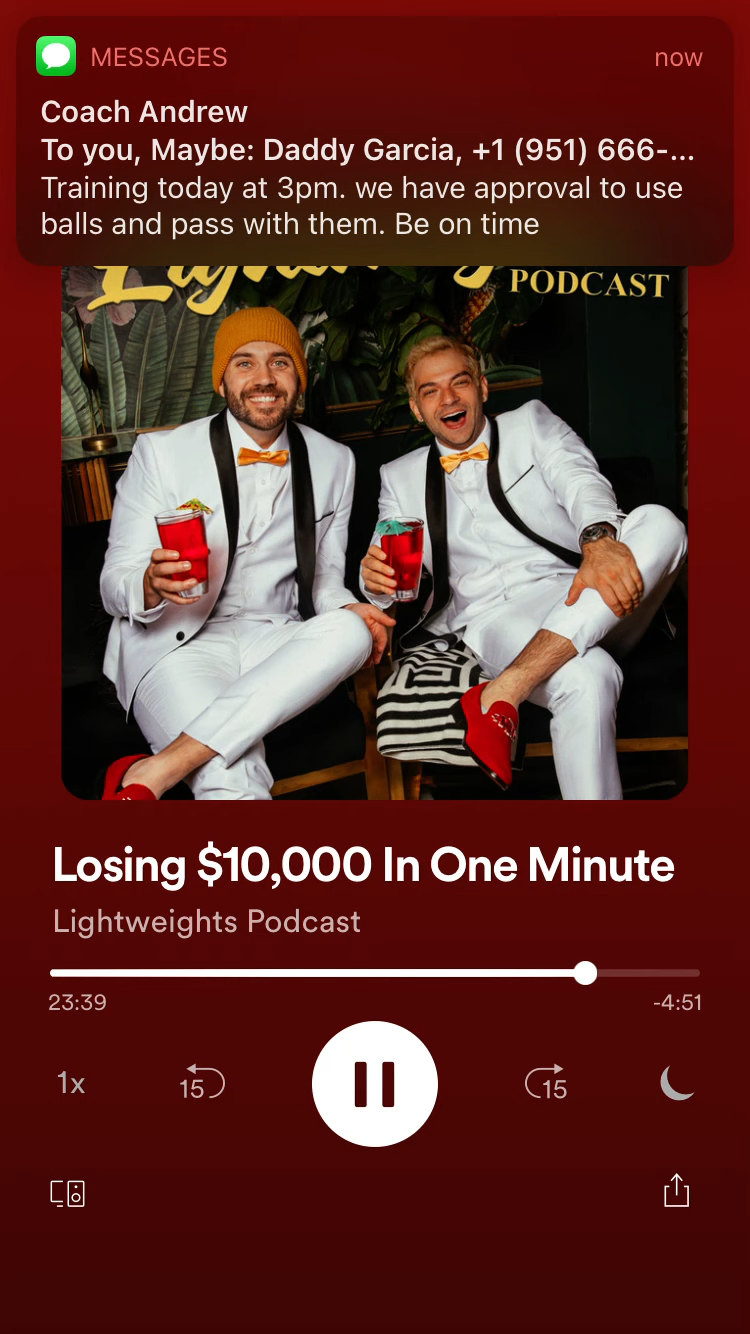 MESSAGES
now
Coach Andrew
To you, Maybe: Daddy Garcia, +1 (951) 666-...
Training today at 3pm. we have approval to use
balls and pass with them. Be on time
PODCAST
Losing $10,000 In One Minute
Lightweights Podcast
23:39
-4:51
1x
15
15